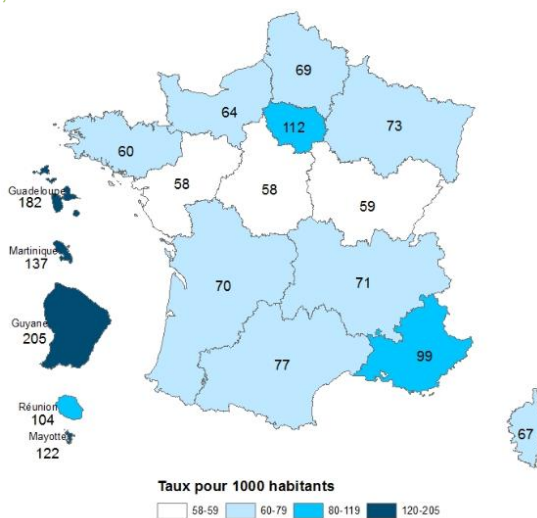 69
64
112
73
60
58
58
59
Guadeloupe
182
Martinique
137
70
71
Guyane
205
77
99
Réunion
104
Mayotte
122
67
Taux pour 1000 habitants
58-59 60-79 80-119 120-205